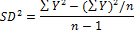 SD² = (∑Y² − (∑Y)²/n) / (n − 1)